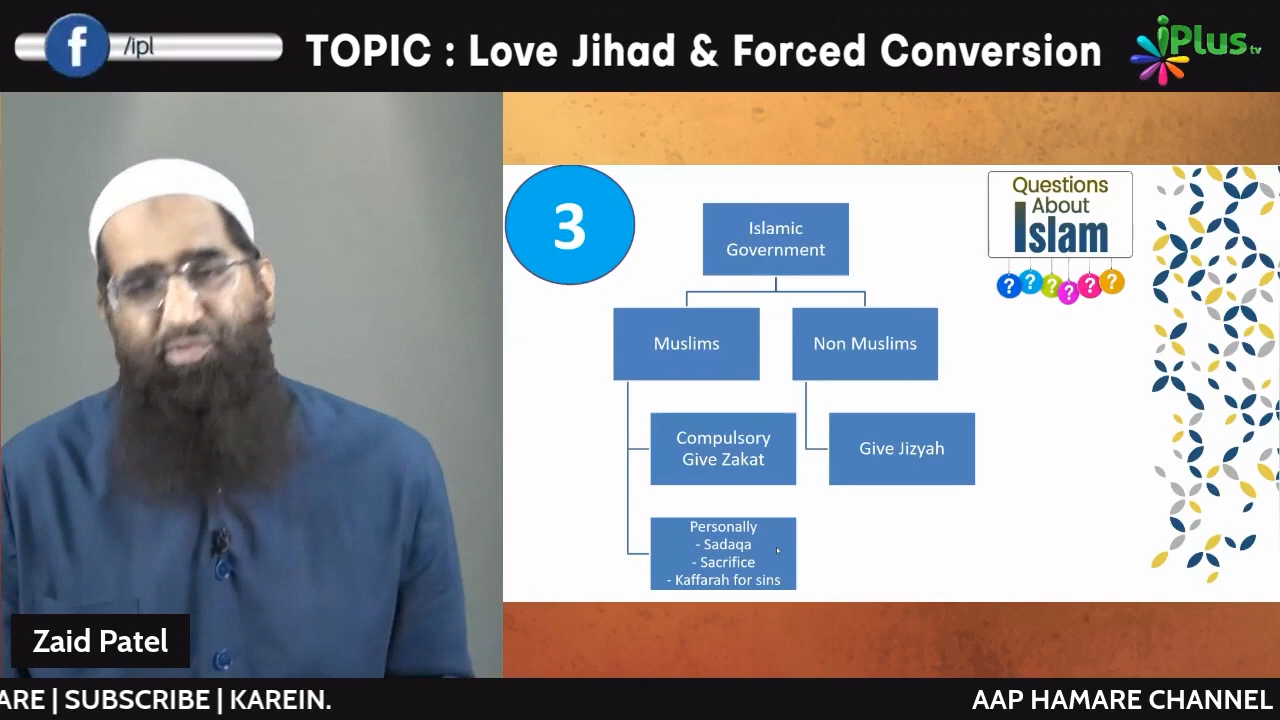 f /ipl
TOPIC : Love Jihad & Forced Conversion
iPlus tv
3
Questions
About
Islam
? ? ? ? ? ?
Islamic
Government
Muslims
Non Muslims
Compulsory
Give Zakat
Give Jizyah
Personally
- Sadaqa
- Sacrifice
- Kaffarah for sins
Zaid Patel
ARE | SUBSCRIBE | KAREIN.
AAP HAMARE CHANNEL